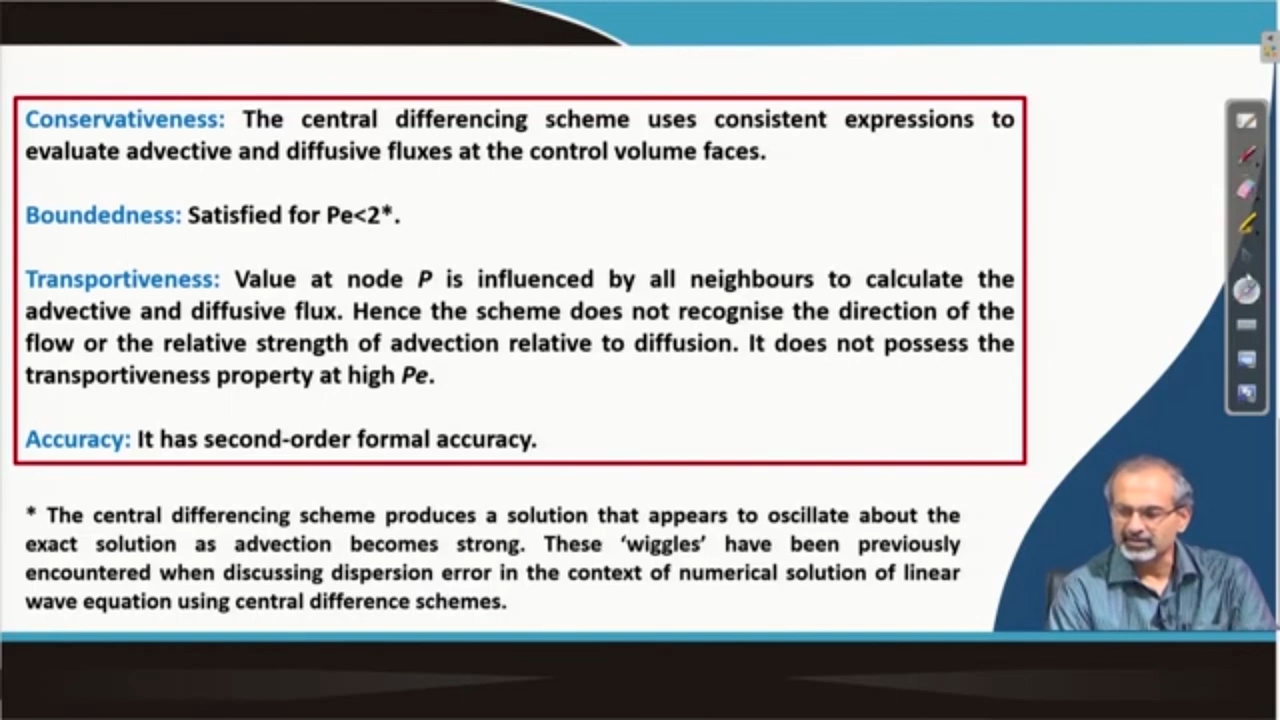 Conservativeness: The central differencing scheme uses consistent expressions to
evaluate advective and diffusive fluxes at the control volume faces.
Boundedness: Satisfied for Pe<2*.
Transportiveness: Value at node P is influenced by all neighbours to calculate the
advective and diffusive flux. Hence the scheme does not recognise the direction of the
flow or the relative strength of advection relative to diffusion. It does not possess the
transportiveness property at high Pe.
Accuracy: It has second-order formal accuracy.
* The central differencing scheme produces a solution that appears to oscillate about the
exact solution as advection becomes strong. These ‘wiggles’ have been previously
encountered when discussing dispersion error in the context of numerical solution of linear
wave equation using central difference schemes.